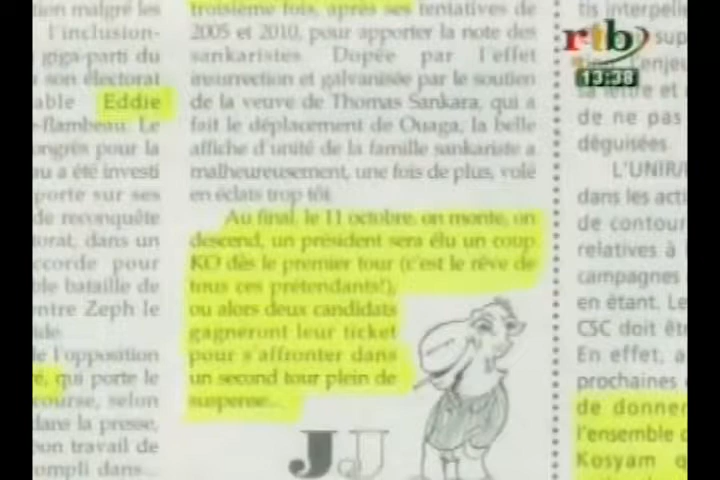 tion malgré les
l'inclusion-
giga-parti du
son électorat
able Eddie
-flambeau. Le
ongrès pour la
au a été investi
porte sur ses
de reconquête
torat, dans un
accorde pour
ble bataille de
entre Zeph le
ide.
le l'opposition
e, qui porte le
course, selon
dans la presse,
bon travail de
ompli dans...
troisième fois, après ses tentatives de
2005 et 2010, pour apporter la note des
sankaristes. Dopée par l'effet
insurrection et galvanisée par le soutien
de la veuve de Thomas Sankara, qui a
fait le déplacement de Ouaga, la belle
affiche d'unité de la famille sankariste a
malheureusement, une fois de plus, volé
en éclats trop tôt.
Au final, le 11 octobre, on monte, on
descend, un président sera élu un coup
KO dès le premier tour (c'est le rêve de
tous ces prétendants!),
ou alors deux candidats
gagneront leur ticket
pour s'affronter dans
un second tour plein de
suspense...
JJ
rtb
13:38
tis interpelle
sup
l'enjeu
sa lettre et
de ne pas
déguisées.
L'UNIR/
dans les acti
de contour
relatives à
campagnes
en étant. Le
CSC doit êtr
En effet, a
prochaines
de donner
l'ensemble d
Kosyam q